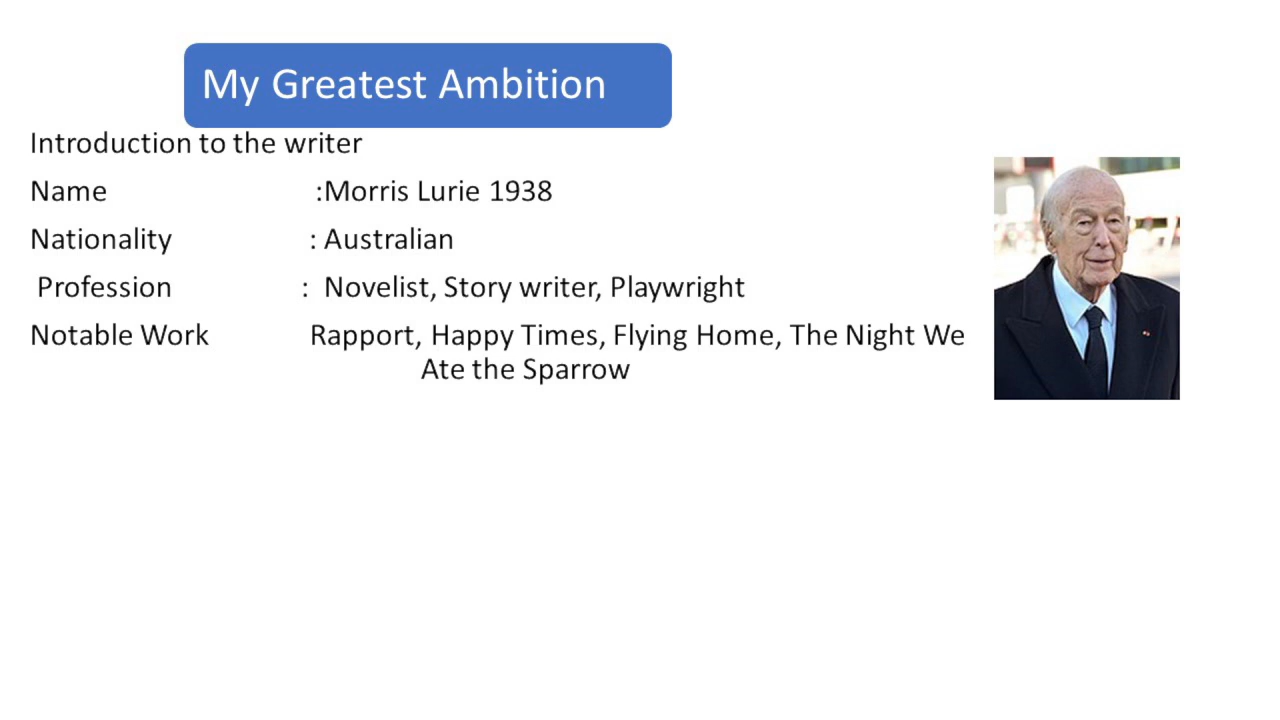 My Greatest Ambition
Introduction to the writer
Name :Morris Lurie 1938
Nationality : Australian
Profession : Novelist, Story writer, Playwright
Notable Work Rapport, Happy Times, Flying Home, The Night We
Ate the Sparrow